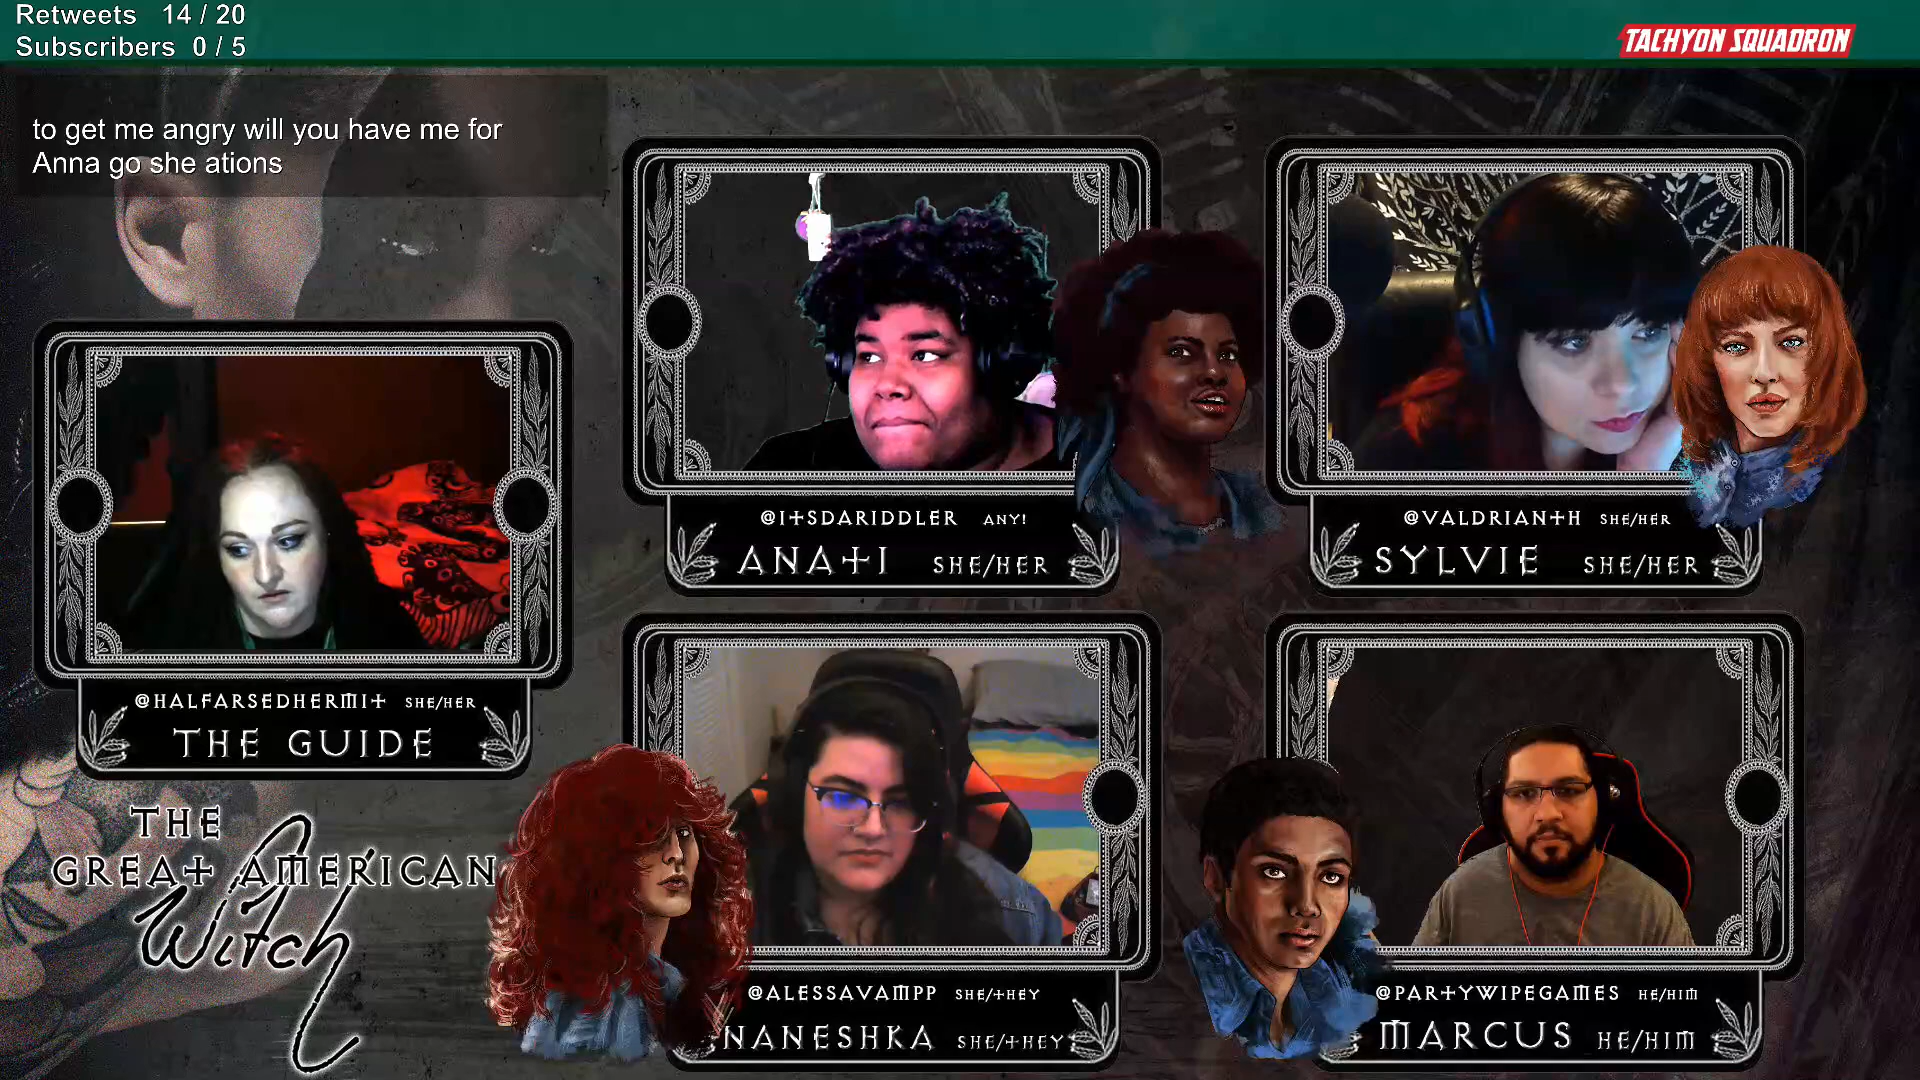 Retweets 14 / 20
Subscribers 0 / 5
TACHYON SQUADRON
to get me angry will you have me for
Anna go she ations
@ITSDARIDDLER ANY!
ANATI SHE/HER
@VALDRIANTH SHE/HER
SYLVIE SHE/HER
@HALFARSEDHERMIT SHE/HER
THE GUIDE
THE
GREAT AMERICAN
Witch
@ALESSAVAMPP SHE/THEY
NANESHKA SHE/THEY
@PARTYWIPEGAMES HE/HIM
MARCUS HE/HIM